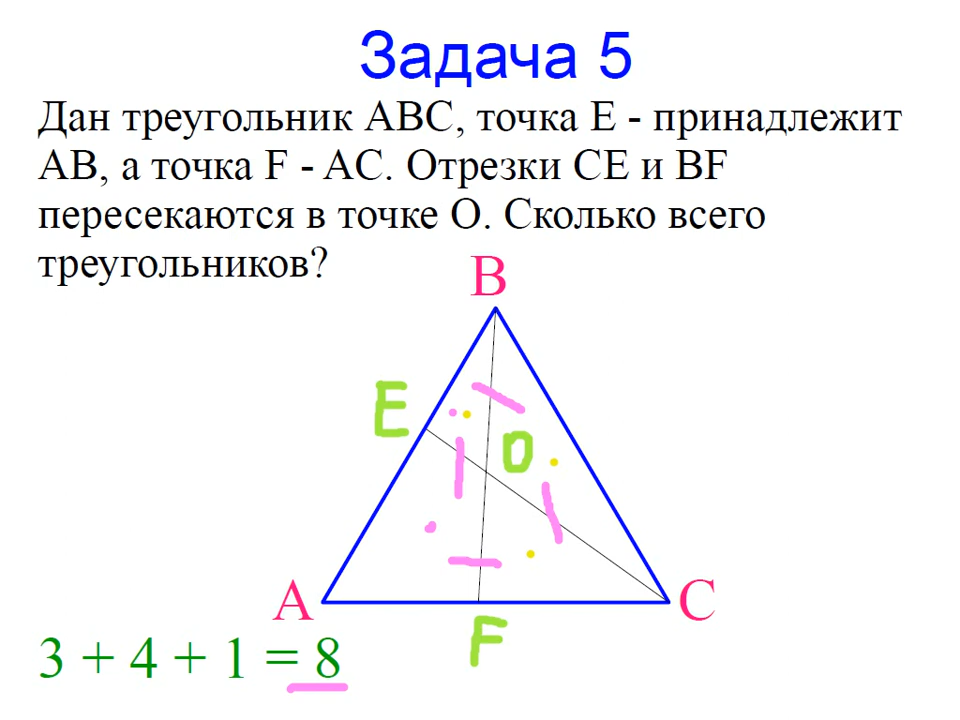 Задача 5
Дан треугольник ABC, точка E - принадлежит
AB, а точка F - AC. Отрезки CE и BF
пересекаются в точке O. Сколько всего
треугольников?
B
E
O
A
C
F
3 + 4 + 1 = 8